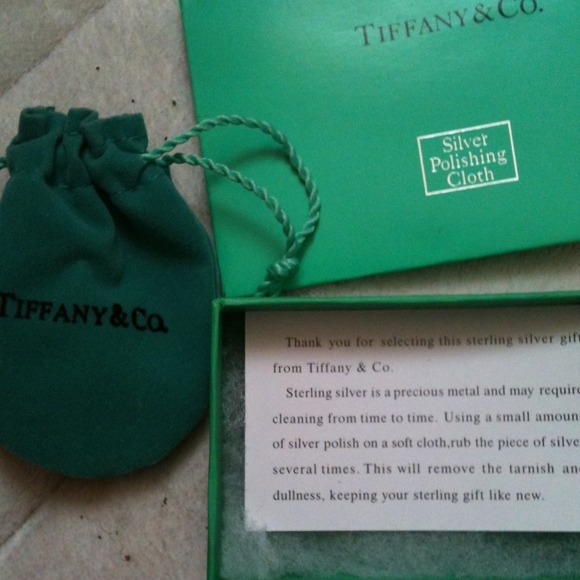 TIFFANY & CO.
Silver
Polishing
Cloth
TIFFANY & CO.
Thank you for selecting this sterling silver gift
from Tiffany & Co.
Sterling silver is a precious metal and may require
cleaning from time to time. Using a small amoun
of silver polish on a soft cloth,rub the piece of silve
several times. This will remove the tarnish an
dullness, keeping your sterling gift like new.